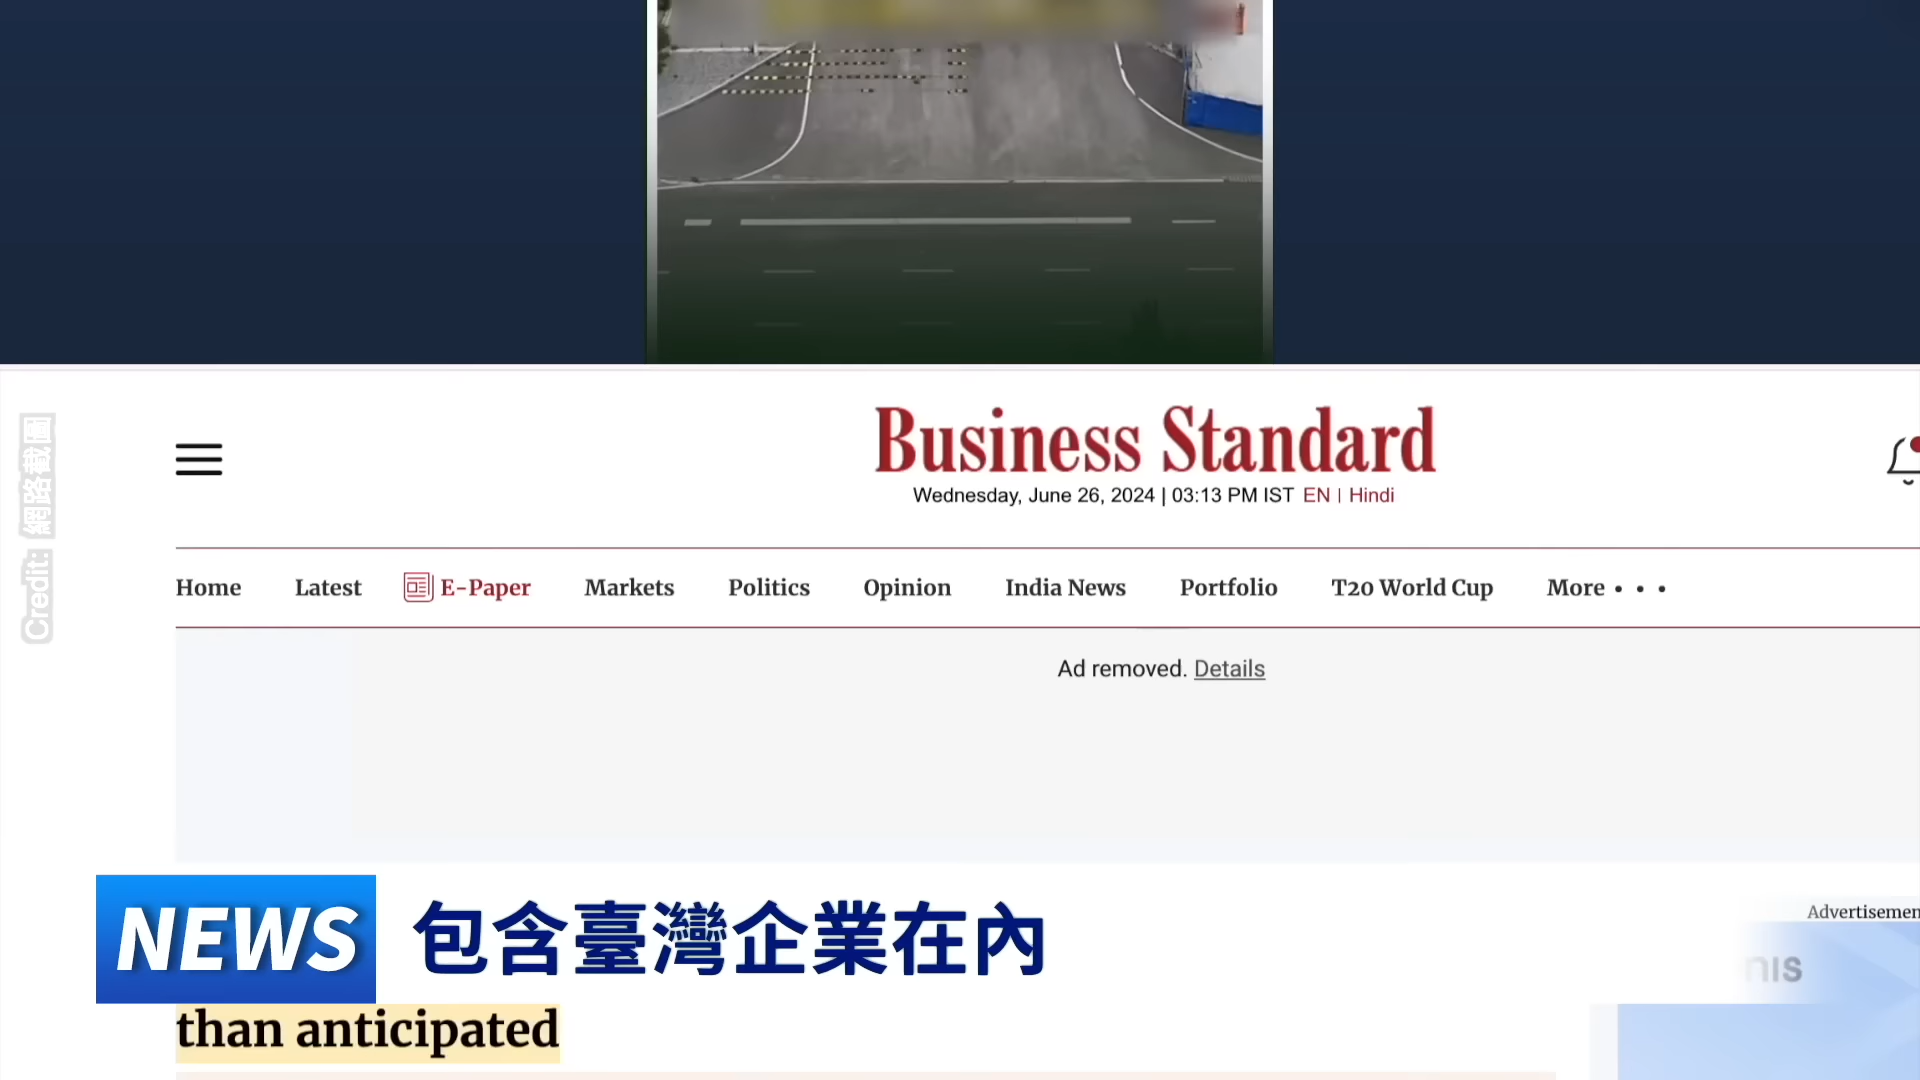 Credit: 網路截圖
Business Standard
Wednesday, June 26, 2024 | 03:13 PM IST EN | Hindi
Home Latest E-Paper Markets Politics Opinion India News Portfolio T20 World Cup More
Ad removed. Details
NEWS 包含臺灣企業在內
Advertisemen
nis
than anticipated